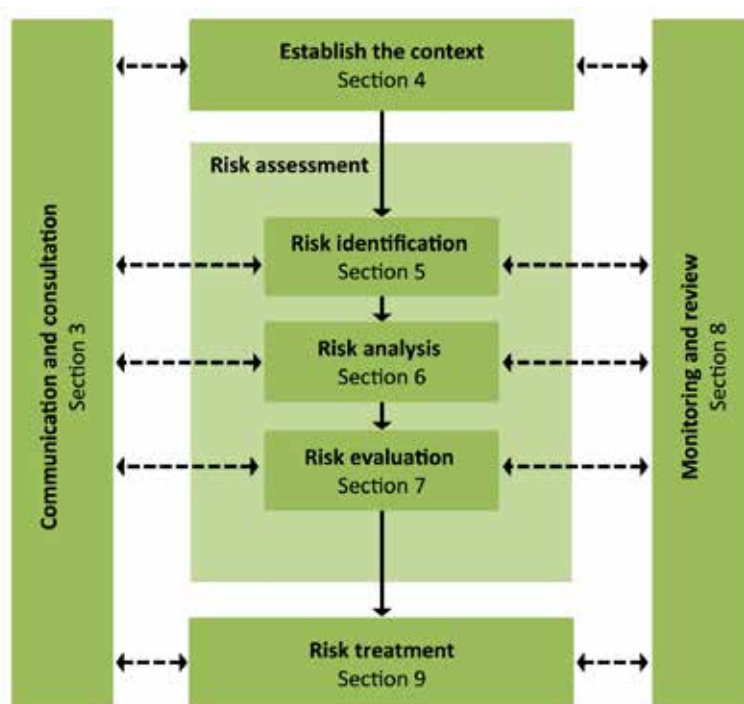 Establish the context
Section 4
Risk assessment
Risk identification
Section 5
Risk analysis
Section 6
Risk evaluation
Section 7
Risk treatment
Section 9
Communication and consultation
Section 3
Monitoring and review
Section 8